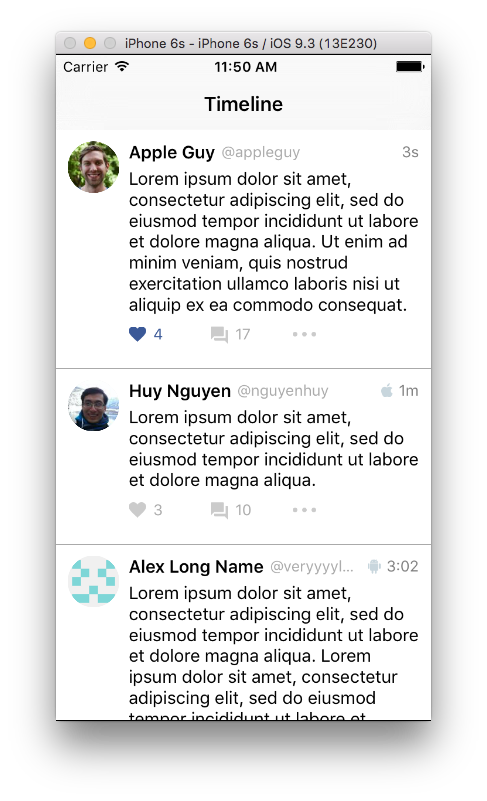 iPhone 6s - iPhone 6s / iOS 9.3 (13E230)
Carrier 11:50 AM
Timeline
Apple Guy @appleguy 3s
Lorem ipsum dolor sit amet,
consectetur adipiscing elit, sed do
eiusmod tempor incididunt ut labore
et dolore magna aliqua. Ut enim ad
minim veniam, quis nostrud
exercitation ullamco laboris nisi ut
aliquip ex ea commodo consequat.
4 17
Huy Nguyen @nguyenhuy 1m
Lorem ipsum dolor sit amet,
consectetur adipiscing elit, sed do
eiusmod tempor incididunt ut labore
et dolore magna aliqua.
3 10
Alex Long Name @veryyyyl... 3:02
Lorem ipsum dolor sit amet,
consectetur adipiscing elit, sed do
eiusmod tempor incididunt ut labore
et dolore magna aliqua. Lorem
ipsum dolor sit amet, consectetur
adipiscing elit, sed do eiusmod
tempor incididunt ut labore et